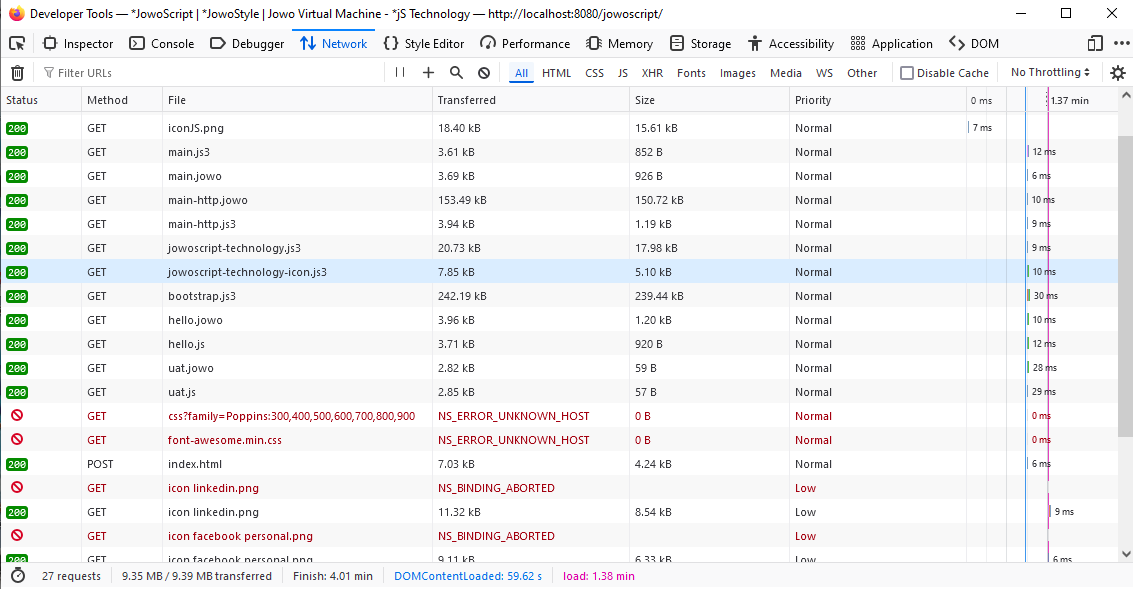 Developer Tools — *JowoScript | *JowoStyle | Jowo Virtual Machine - *jS Technology — http://localhost:8080/jowoscript/
Inspector Console Debugger Network Style Editor Performance Memory Storage Accessibility Application DOM
Filter URLs All HTML CSS JS XHR Fonts Images Media WS Other Disable Cache No Throttling
Status Method File Transferred Size Priority 0 ms 1.37 min
200 GET iconJS.png 18.40 kB 15.61 kB Normal 7 ms
200 GET main.js3 3.61 kB 852 B Normal 12 ms
200 GET main.jowo 3.69 kB 926 B Normal 6 ms
200 GET main-http.jowo 153.49 kB 150.72 kB Normal 10 ms
200 GET main-http.js3 3.94 kB 1.19 kB Normal 9 ms
200 GET jowoscript-technology.js3 20.73 kB 17.98 kB Normal 9 ms
200 GET jowoscript-technology-icon.js3 7.85 kB 5.10 kB Normal 10 ms
200 GET bootstrap.js3 242.19 kB 239.44 kB Normal 30 ms
200 GET hello.jowo 3.96 kB 1.20 kB Normal 10 ms
200 GET hello.js 3.71 kB 920 B Normal 12 ms
200 GET uat.jowo 2.82 kB 59 B Normal 28 ms
200 GET uat.js 2.85 kB 57 B Normal 29 ms
GET css?family=Poppins:300,400,500,600,700,800,900 NS_ERROR_UNKNOWN_HOST 0 B Normal 0 ms
GET font-awesome.min.css NS_ERROR_UNKNOWN_HOST 0 B Normal 0 ms
200 POST index.html 7.03 kB 4.24 kB Normal 6 ms
GET icon linkedin.png NS_BINDING_ABORTED Low
200 GET icon linkedin.png 11.32 kB 8.54 kB Low 9 ms
GET icon facebook personal.png NS_BINDING_ABORTED Low
200 GET icon facebook personal.png 9.11 kB 6.33 kB Low 6 ms
27 requests 9.35 MB / 9.39 MB transferred Finish: 4.01 min DOMContentLoaded: 59.62 s load: 1.38 min